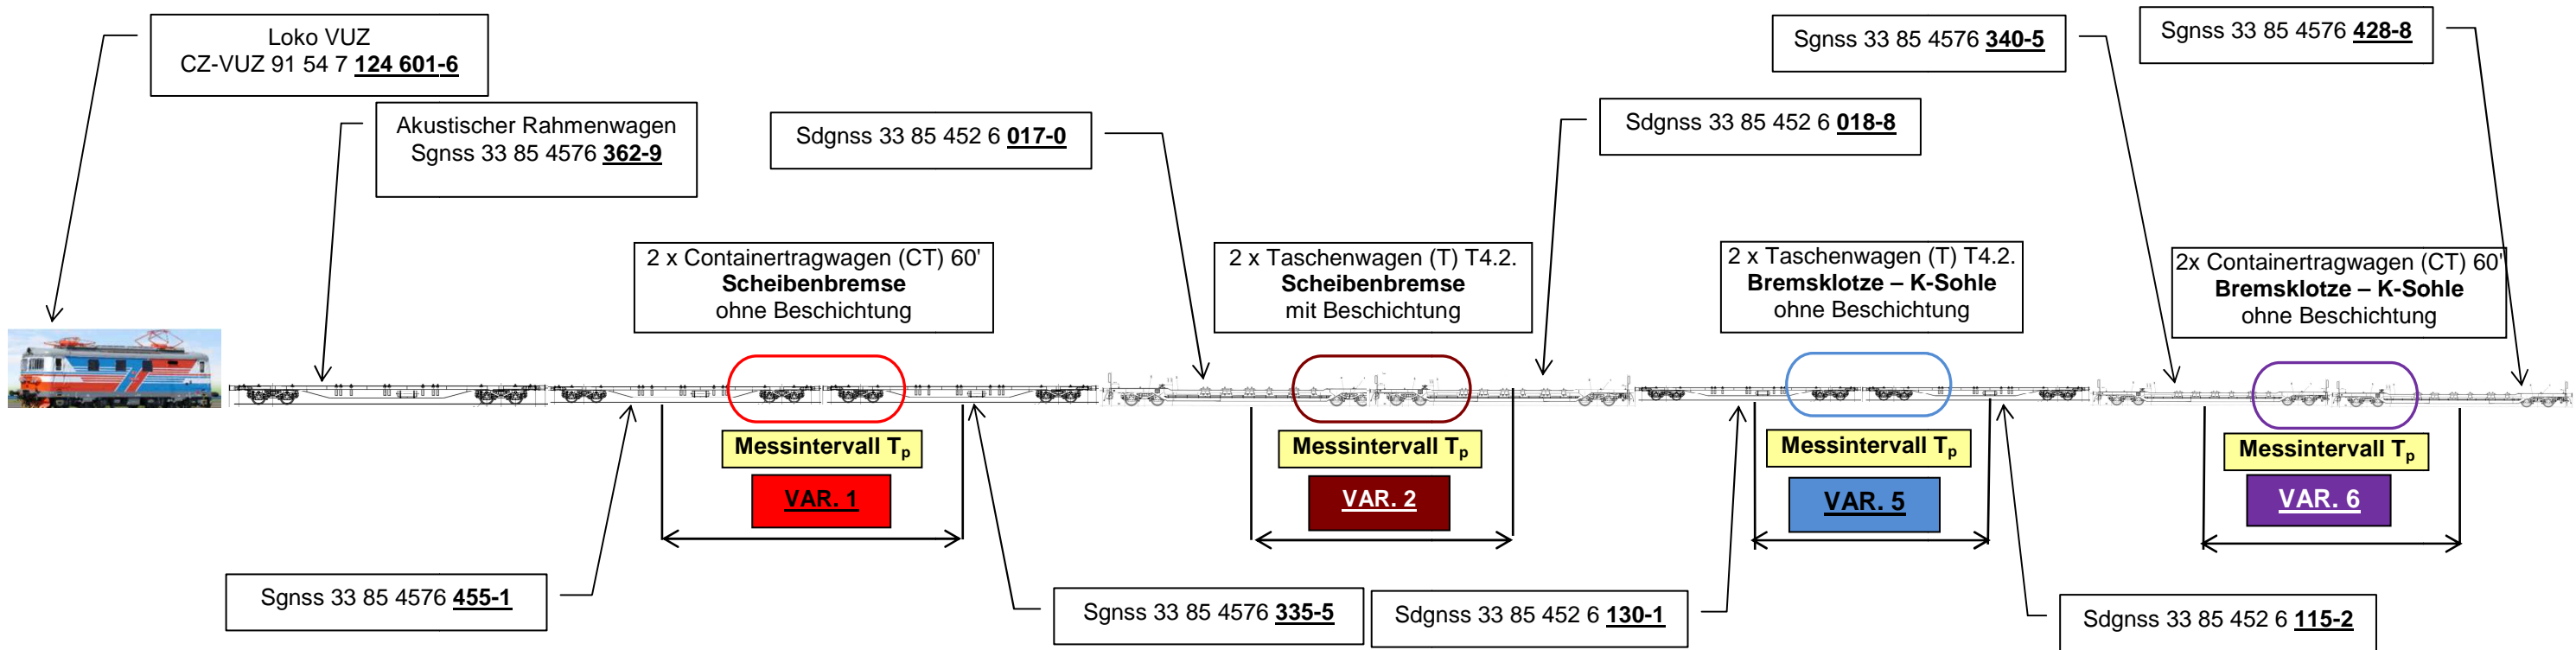 Loko VUZ
CZ-VUZ 91 54 7 124 601-6
Akustischer Rahmenwagen
Sgnss 33 85 4576 362-9
Sdgnss 33 85 452 6 017-0
Sdgnss 33 85 452 6 018-8
Sgnss 33 85 4576 340-5
Sgnss 33 85 4576 428-8
2 x Containertragwagen (CT) 60'
Scheibenbremse
ohne Beschichtung
2 x Taschenwagen (T) T4.2.
Scheibenbremse
mit Beschichtung
2 x Taschenwagen (T) T4.2.
Bremsklotze – K-Sohle
ohne Beschichtung
2x Containertragwagen (CT) 60'
Bremsklotze – K-Sohle
ohne Beschichtung
Messintervall Tp
VAR. 1
Messintervall Tp
VAR. 2
Messintervall Tp
VAR. 5
Messintervall Tp
VAR. 6
Sgnss 33 85 4576 455-1
Sgnss 33 85 4576 335-5
Sdgnss 33 85 452 6 130-1
Sdgnss 33 85 452 6 115-2